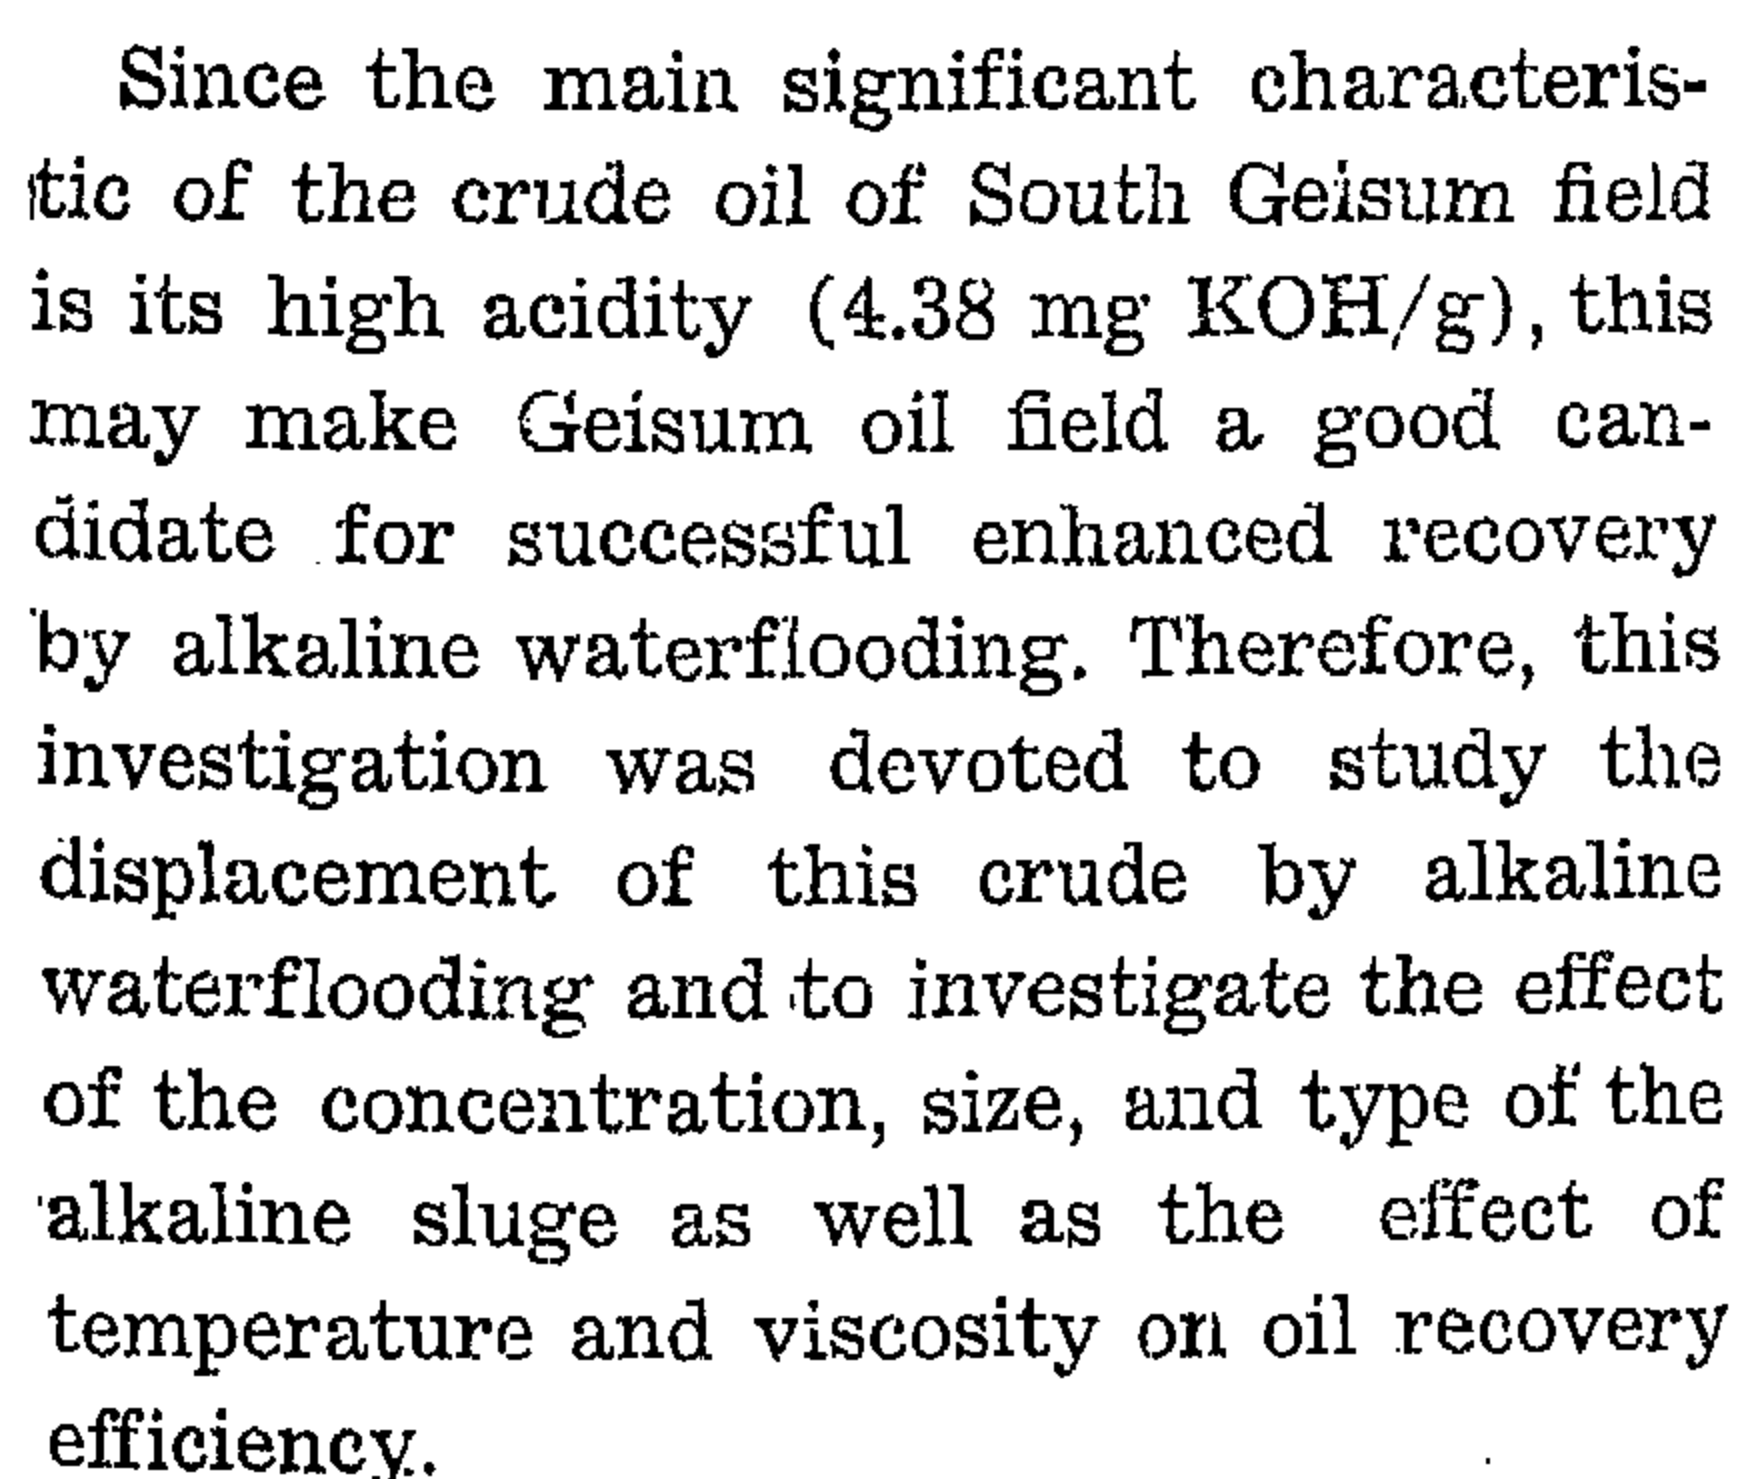 Since the main significant characteris-
tic of the crude oil of South Geisum field
is its high acidity (4.38 mg KOH/g), this
may make Geisum oil field a good can-
didate for successful enhanced recovery
by alkaline waterflooding. Therefore, this
investigation was devoted to study the
displacement of this crude by alkaline
waterflooding and to investigate the effect
of the concentration, size, and type of the
alkaline sluge as well as the effect of
temperature and viscosity on oil recovery
efficiency.